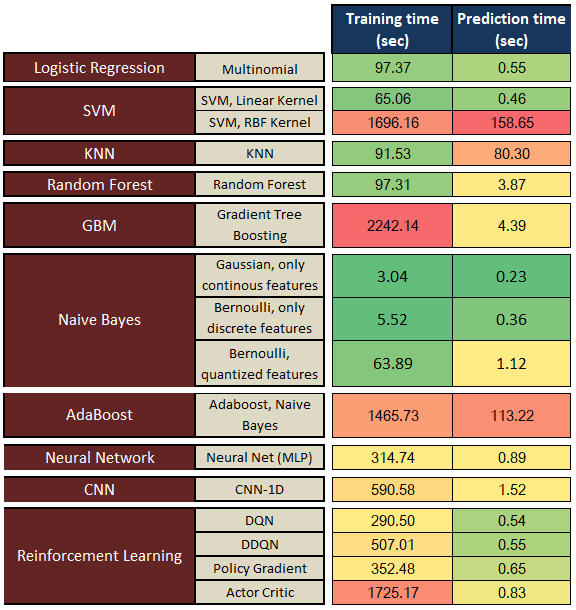 Training time (sec) Prediction time (sec)
Logistic Regression Multinomial 97.37 0.55
SVM SVM, Linear Kernel 65.06 0.46
SVM, RBF Kernel 1696.16 158.65
KNN KNN 91.53 80.30
Random Forest Random Forest 97.31 3.87
GBM Gradient Tree Boosting 2242.14 4.39
Naive Bayes Gaussian, only continous features 3.04 0.23
Bernoulli, only discrete features 5.52 0.36
Bernoulli, quantized features 63.89 1.12
AdaBoost Adaboost, Naive Bayes 1465.73 113.22
Neural Network Neural Net (MLP) 314.74 0.89
CNN CNN-1D 590.58 1.52
Reinforcement Learning DQN 290.50 0.54
DDQN 507.01 0.55
Policy Gradient 352.48 0.65
Actor Critic 1725.17 0.83